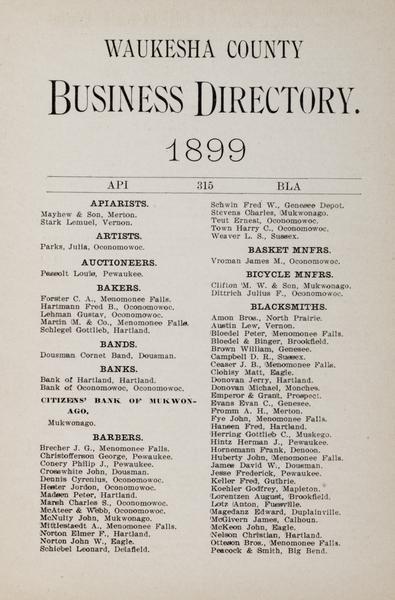 WAUKESHA COUNTY
BUSINESS DIRECTORY.
1899
API 315 BLA
APIARISTS.
Mayhew & Son, Merton.
Stark Lemuel, Vernon.
ARTISTS.
Parks, Julia, Oconomowoc.
AUCTIONEERS.
Pessolt Louis, Pewaukee.
BAKERS.
Forster C. A., Menomonee Falls.
Hartmann Fred B., Oconomowoc.
Lehman Gustav, Oconomowoc.
Martin M. & Co., Menomonee Falls.
Schlegel Gottlieb, Hartland.
BANDS.
Dousman Cornet Band, Dousman.
BANKS.
Bank of Hartland, Hartland.
Bank of Oconomowoc, Oconomowoc.
CITIZENS' BANK OF MUKWON-
AGO,
Mukwonago.
BARBERS.
Brecher J. G., Menomonee Falls.
Christofferson George, Pewaukee.
Conery Philip J., Pewaukee.
Crosswhite John, Dousman.
Dennis Cyrenius, Oconomowoc.
Hester Jordon, Oconomowoc.
Madsen Peter, Hartland.
Marsh Charles S., Oconomowoc.
McAteer & Webb, Oconomowoc.
McNulty John, Mukwonago.
Mittlestaedt A., Menomonee Falls.
Norton Elmer F., Hartland.
Norton John W., Eagle.
Schiebel Leonard, Delafield.
Schwin Fred W., Genesee Depot.
Stevens Charles, Mukwonago.
Teut Ernest, Oconomowoc.
Town Harry C., Oconomowoc.
Weaver L. S., Sussex.
BASKET MNFRS.
Vroman James M., Oconomowoc.
BICYCLE MNFRS.
Clifton M. W. & Son, Mukwonago.
Dittrich Julius F., Oconomowoc.
BLACKSMITHS.
Amon Bros., North Prairie.
Austin Lew, Vernon.
Bloedel Peter, Menomonee Falls.
Bloedel & Binger, Brookfield.
Brown William, Genesee.
Campbell D. R., Sussex.
Ceaser J. B., Menomonee Falls.
Clohisy Matt, Eagle.
Donovan Jerry, Hartland.
Donovan Michael, Monches.
Emperor & Grant, Prospect.
Evans Evan C., Genesee.
Fromm A. H., Merton.
Fye John, Menomonee Falls.
Hansen Fred, Hartland.
Herring Gottlieb C., Muskego.
Hintz Herman J., Pewaukee.
Hornemann Frank, Denoon.
Huberty John, Menomonee Falls.
James David W., Dousman.
Jesse Frederick, Pewaukee.
Keller Fred, Guthrie.
Koehler Godfrey, Mapleton.
Lorentzen August, Brookfield.
Lotz Anton, Fussville.
Magedanz Edward, Duplainville.
McGivern James, Calhoun.
McKeon John, Eagle.
Nelson Christian, Hartland.
Otteson Bros., Menomonee Falls.
Peacock & Smith, Big Bend.